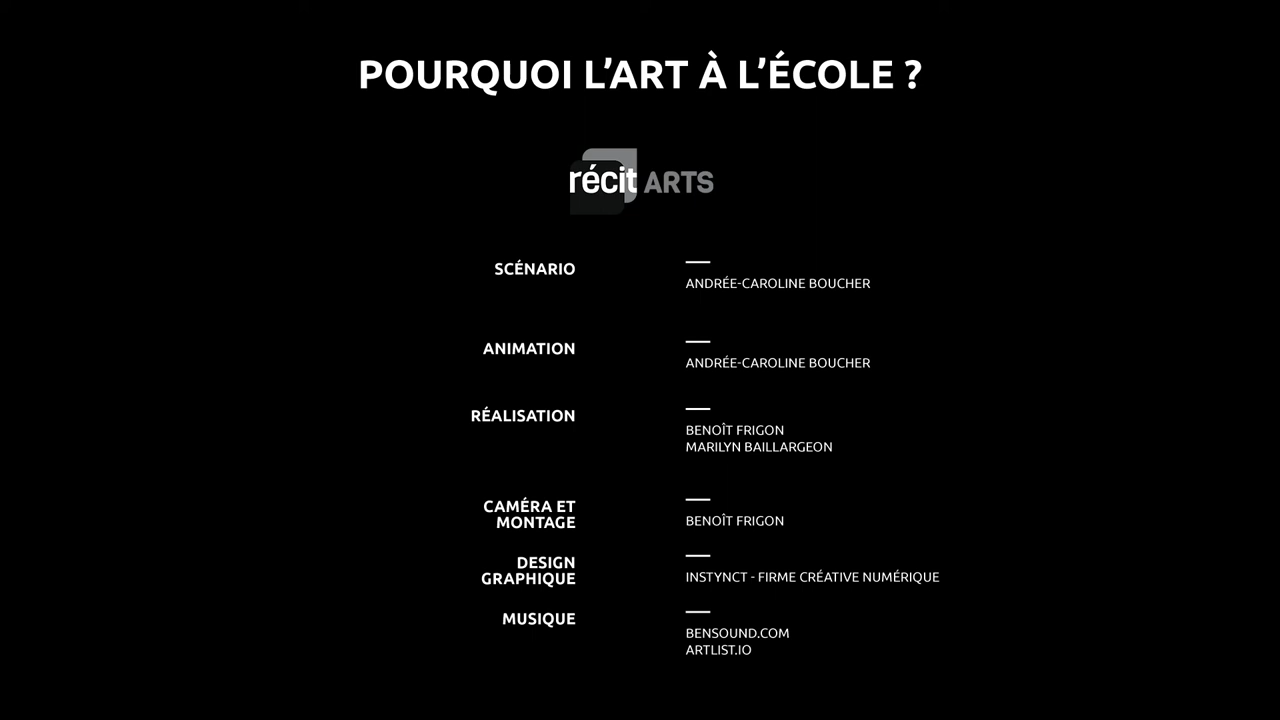 POURQUOI L'ART À L'ÉCOLE ?
récit ARTS
SCÉNARIO
ANDRÉE-CAROLINE BOUCHER
ANIMATION
ANDRÉE-CAROLINE BOUCHER
RÉALISATION
BENOÎT FRIGON
MARILYN BAILLARGEON
CAMÉRA ET
MONTAGE
BENOÎT FRIGON
DESIGN
GRAPHIQUE
INSTYNCT - FIRME CRÉATIVE NUMÉRIQUE
MUSIQUE
BENSOUND.COM
ARTLIST.IO